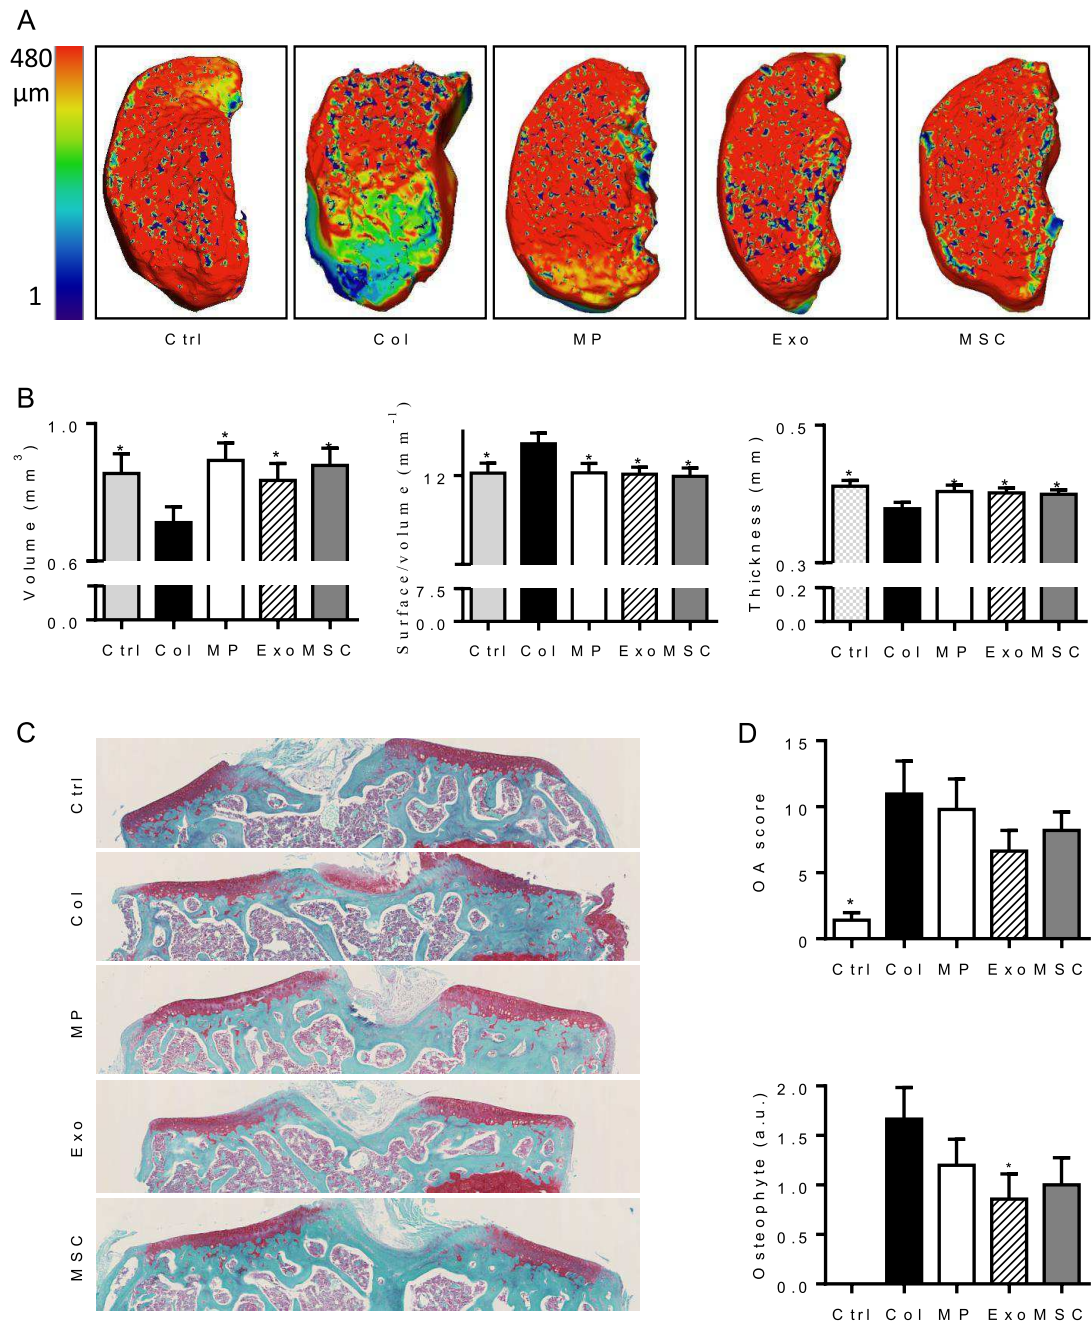 A
480
μm
1
Ctrl
Col
MP
Exo
MSC
B
Volume (mm³)
1.0
0.6
0.0
*
*
*
*
Ctrl Col MP Exo MSC
Surface/volume (mm⁻¹)
12
7.5
0.0
*
*
*
*
Ctrl Col MP Exo MSC
Thickness (mm)
0.5
0.3
0.2
0.0
*
*
*
*
Ctrl Col MP Exo MSC
C
Ctrl
Col
MP
Exo
MSC
D
OA score
15
10
5
0
*
Ctrl Col MP Exo MSC
Osteophyte (a.u.)
2.0
1.5
1.0
0.5
0.0
*
Ctrl Col MP Exo MSC